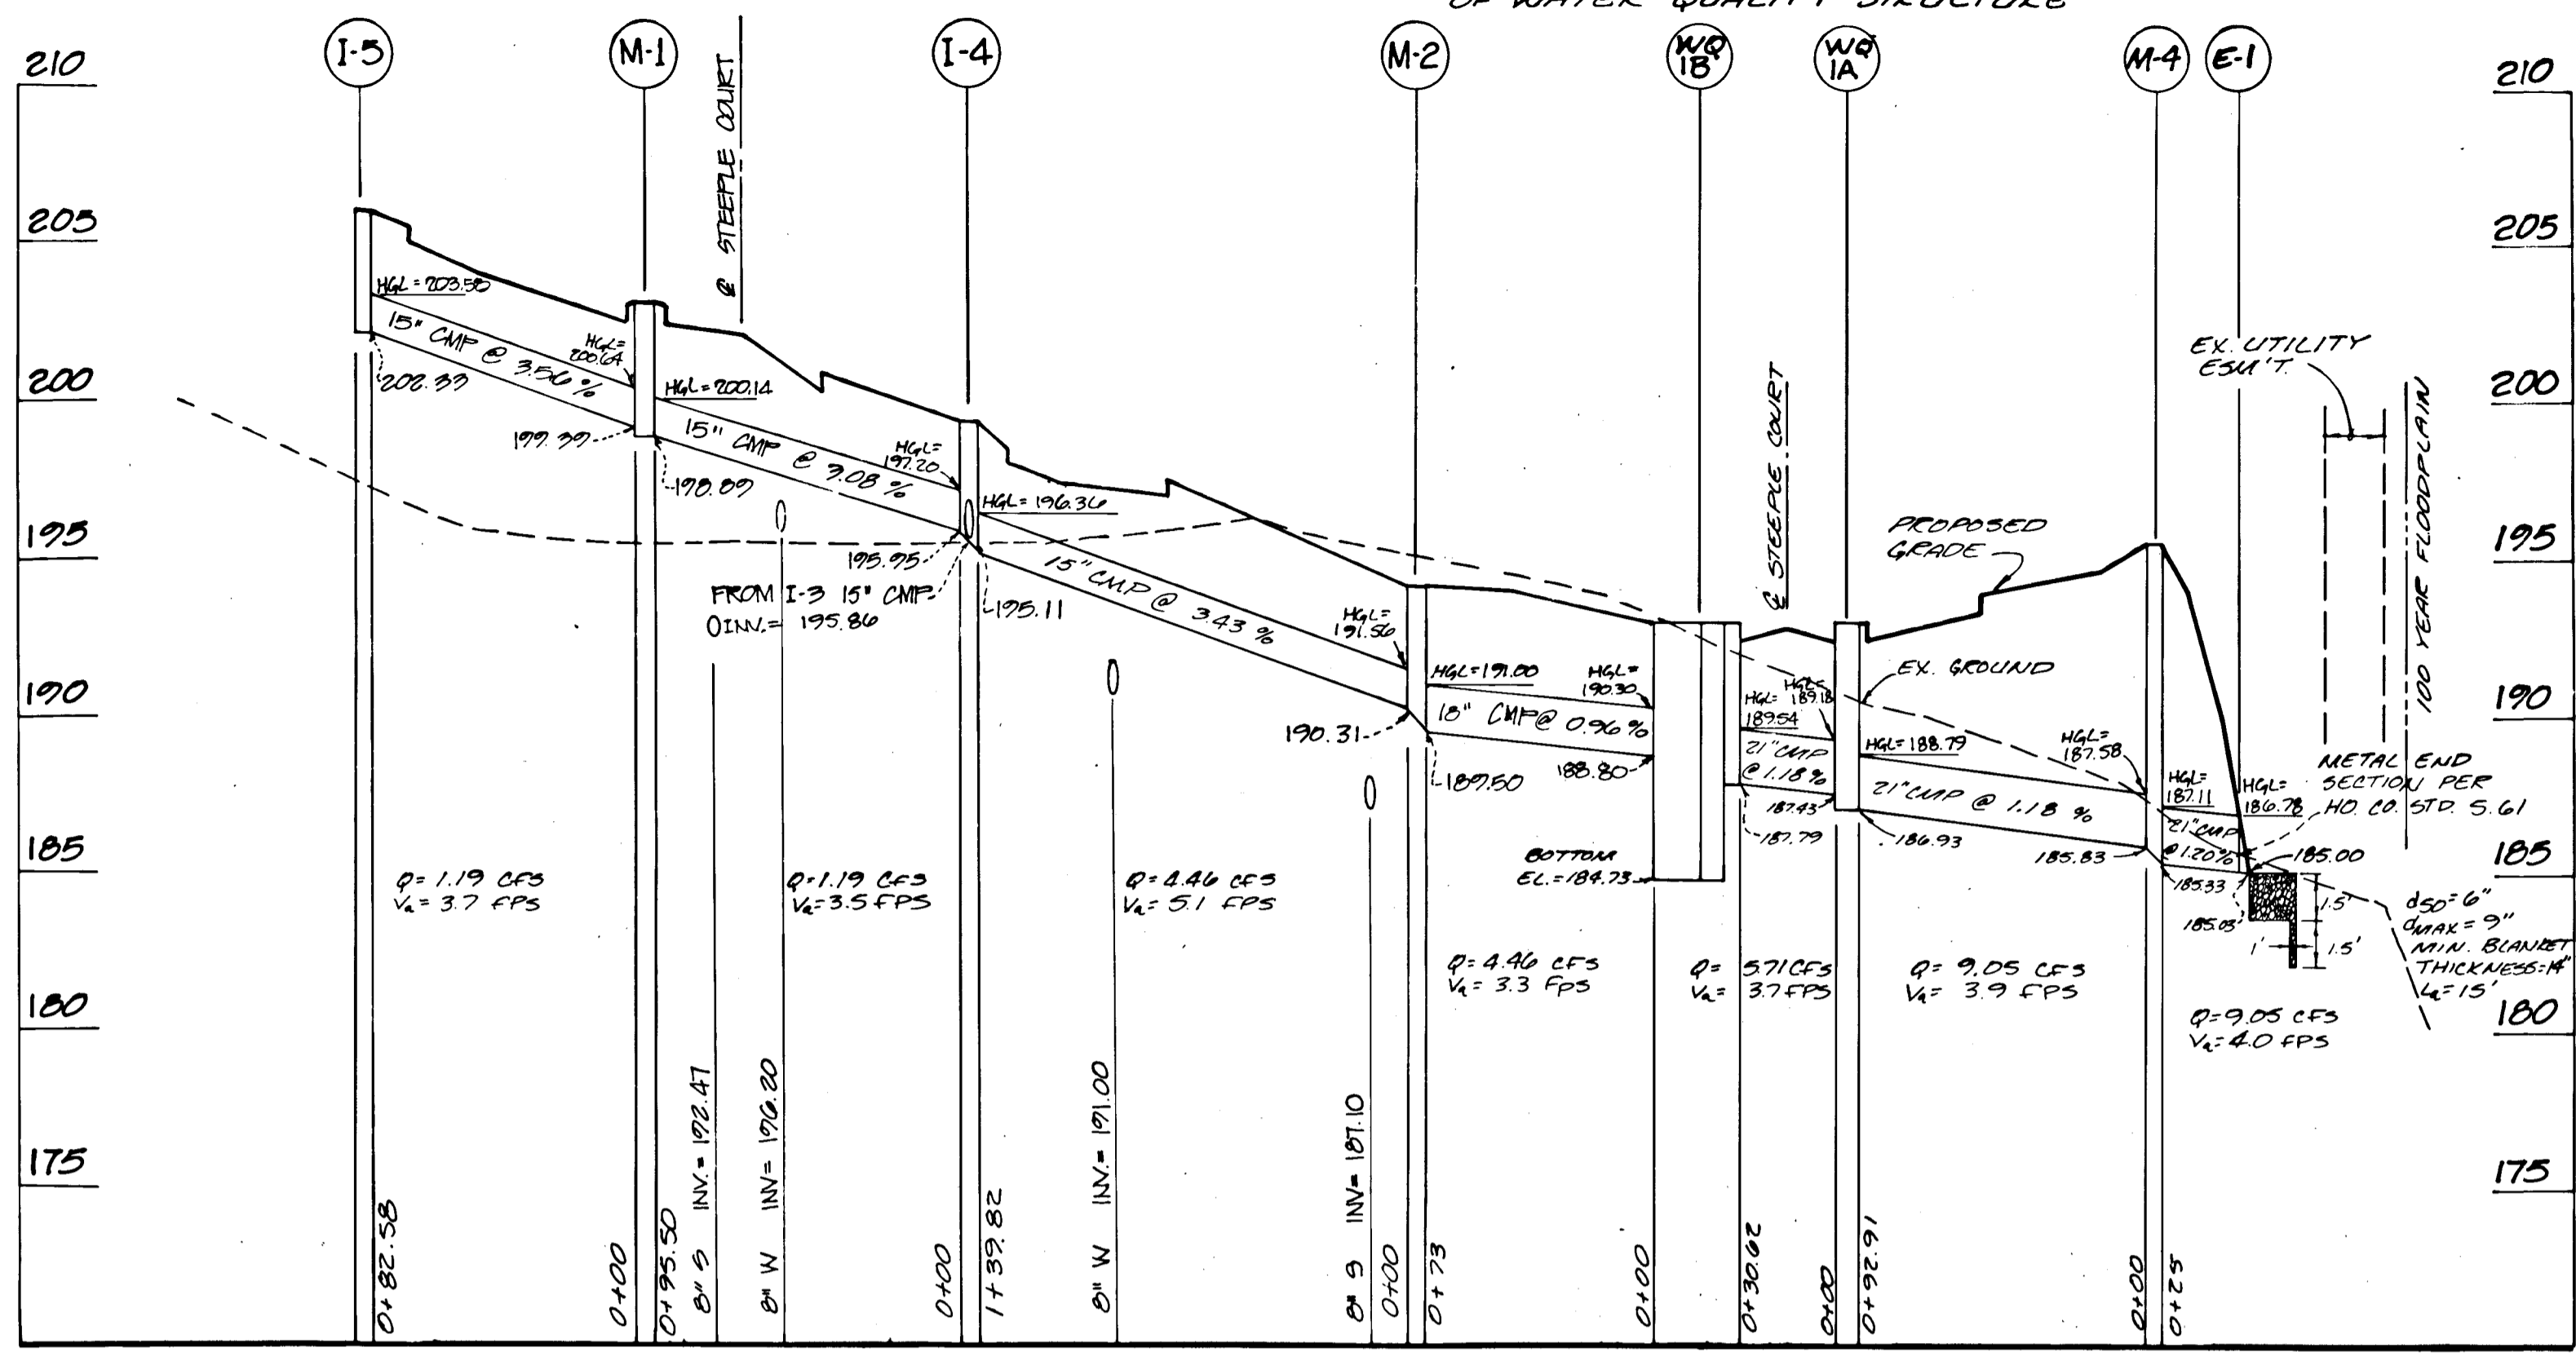 OF WATER QUALITY STRUCTURE
I-5
M-1
I-4
M-2
WQ
1B
WQ
1A
M-4
E-1
210
205
200
195
190
185
180
175
210
205
200
195
190
185
180
175
℄ STEEPLE COURT
HGL = 203.58
15" CMP @ 3.56 %
202.33
HGL =
200.64
199.39
HGL = 200.14
15" CMP @ 3.08 %
198.89
HGL =
197.20
195.95
FROM I-3 15" CMP
O INV. = 195.86
HGL = 196.36
195.11
15" CMP @ 3.43 %
HGL =
191.56
190.31
HGL = 191.00
18" CMP @ 0.96 %
189.50
HGL =
190.30
188.80
BOTTOM
EL. = 184.73
℄ STEEPLE COURT
HGL =
189.54
HGL =
189.18
21" CMP
@ 1.18 %
187.79
187.43
HGL = 188.79
21" CMP @ 1.18 %
186.93
HGL =
187.58
185.83
PROPOSED
GRADE
EX. GROUND
HGL =
187.11
21" CMP
@ 1.20%
185.33
HGL =
186.78
185.03
185.00
EX. UTILITY
ESM'T.
100 YEAR FLOODPLAIN
METAL END
SECTION PER
HO. CO. STD. S. 61
1.5'
1'
1.5'
d50 = 6"
dMAX = 9"
MIN. BLANKET
THICKNESS = 14"
La = 15'
Q = 1.19 CFS
Va = 3.7 FPS
Q = 1.19 CFS
Va = 3.5 FPS
Q = 4.46 CFS
Va = 5.1 FPS
Q = 4.46 CFS
Va = 3.3 FPS
Q = 5.71 CFS
Va = 3.7 FPS
Q = 9.05 CFS
Va = 3.9 FPS
Q = 9.05 CFS
Va = 4.0 FPS
0+82.58
0+00
0+95.50
8" S INV. = 192.47
8" W INV = 196.20
0+00
1+39.82
8" W INV. = 191.00
8" S INV = 187.10
0+00
0+73
0+00
0+30.62
0+00
0+92.91
0+00
0+25